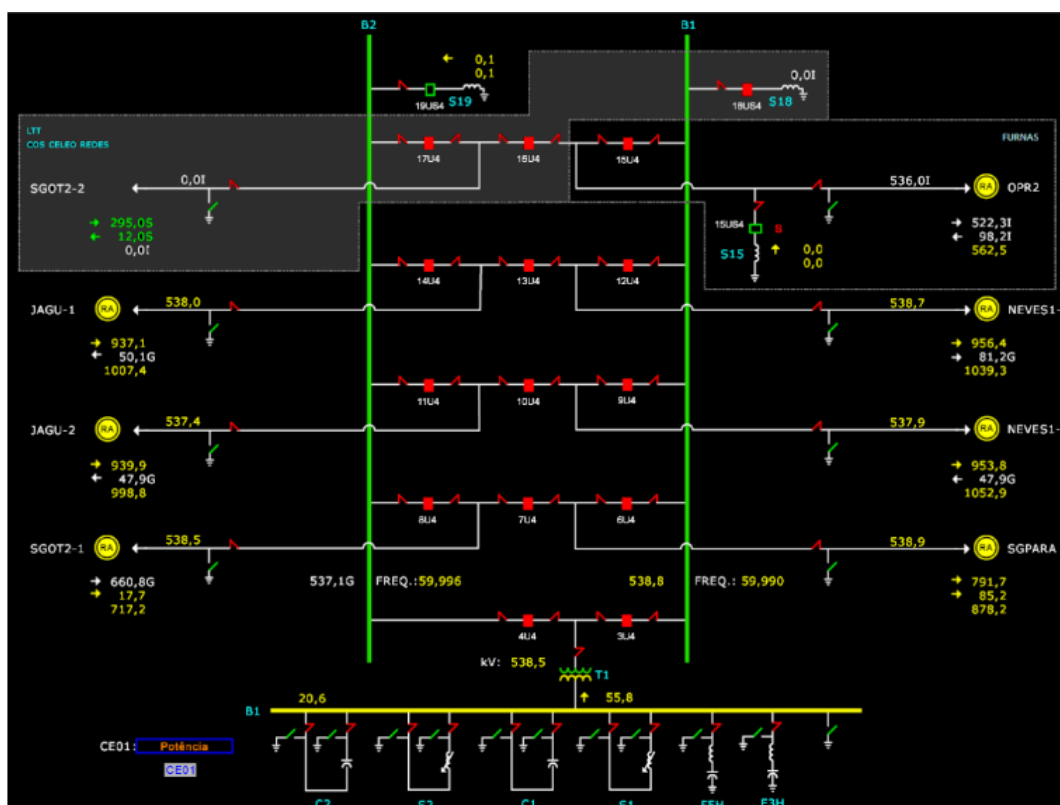 B2
B1
0,1
0,1
19US4
S19
0,0I
18US4
S18
LTT
COS CELEO REDES
FURNAS
17U4
16U4
15U4
SGOT2-2
0,0I
536,0I
RA
OPR2
295,0S
12,0S
0,0I
15US4
S
S15
0,0
0,0
522,3I
98,2I
562,5
14U4
13U4
12U4
JAGU-1
RA
538,0
538,7
RA
NEVES1-
937,1
50,1G
1007,4
956,4
81,2G
1039,3
11U4
10U4
9U4
JAGU-2
RA
537,4
537,9
RA
NEVES1-
939,9
47,9G
998,8
953,8
47,9G
1052,9
8U4
7U4
6U4
SGOT2-1
RA
538,5
538,9
RA
SGPARA
660,8G
17,7
717,2
537,1G
FREQ.:59,996
538,8
FREQ.:59,990
791,7
85,2
878,2
4U4
3U4
kV: 538,5
T1
20,6
55,8
B1
CE01: Potência
CE01
C2
C1
S1
F3H